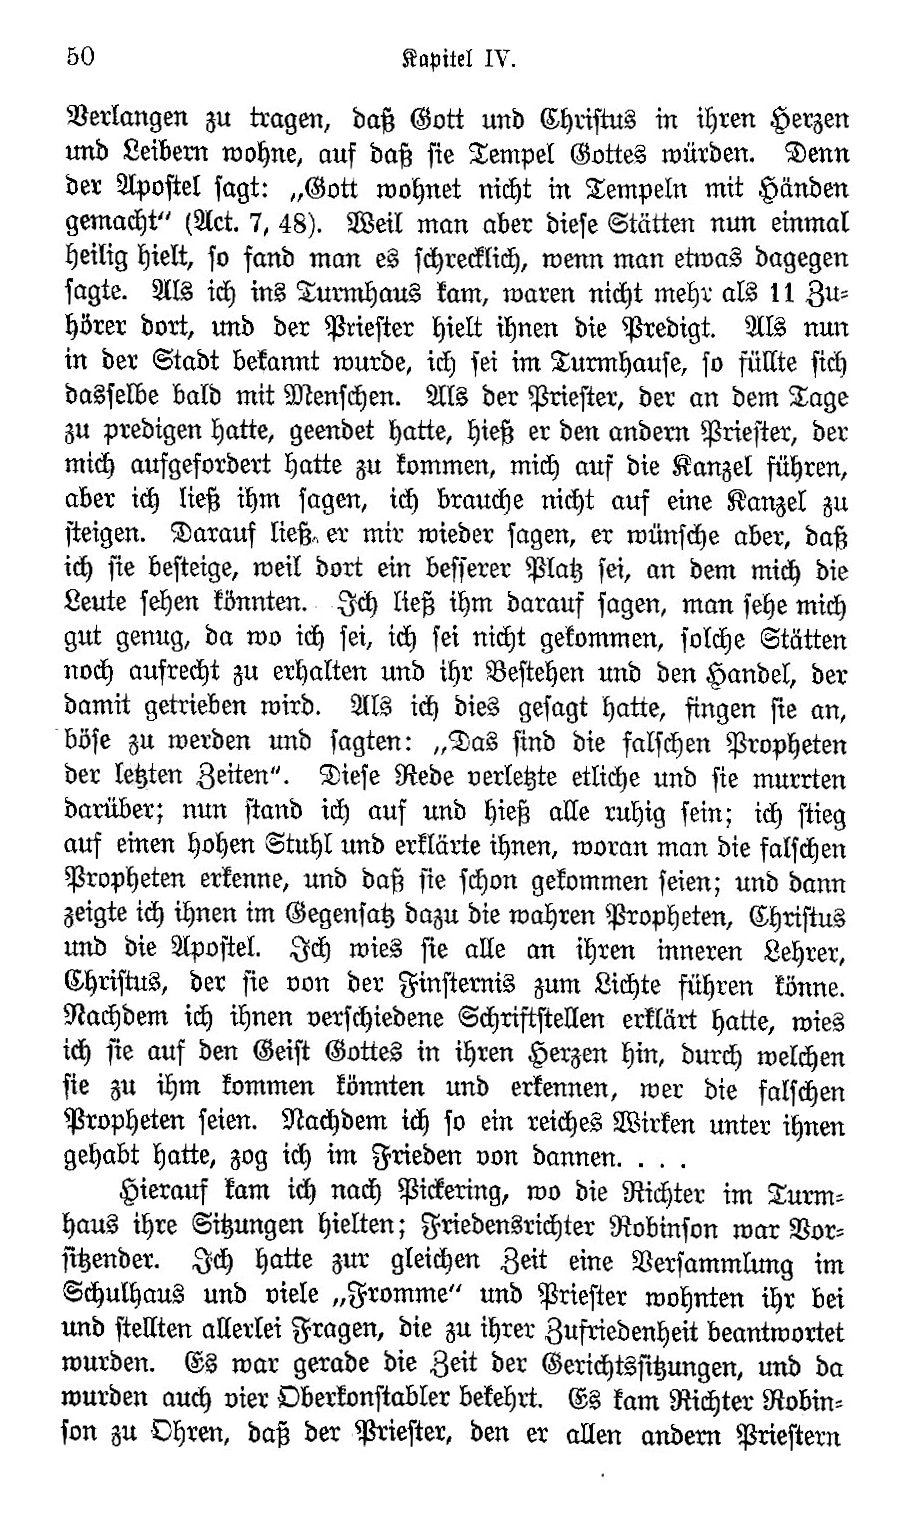 50 Kapitel IV.
Verlangen zu tragen, daß Gott und Christus in ihren Herzen
und Leibern wohne, auf daß sie Tempel Gottes würden. Denn
der Apostel sagt: „Gott wohnet nicht in Tempeln mit Händen
gemacht“ (Act. 7, 48). Weil man aber diese Stätten nun einmal
heilig hielt, so fand man es schrecklich, wenn man etwas dagegen
sagte. Als ich ins Turmhaus kam, waren nicht mehr als 11 Zu-
hörer dort, und der Priester hielt ihnen die Predigt. Als nun
in der Stadt bekannt wurde, ich sei im Turmhause, so füllte sich
dasselbe bald mit Menschen. Als der Priester, der an dem Tage
zu predigen hatte, geendet hatte, hieß er den andern Priester, der
mich aufgefordert hatte zu kommen, mich auf die Kanzel führen,
aber ich ließ ihm sagen, ich brauche nicht auf eine Kanzel zu
steigen. Darauf ließ er mir wieder sagen, er wünsche aber, daß
ich sie besteige, weil dort ein besserer Platz sei, an dem mich die
Leute sehen könnten. Ich ließ ihm darauf sagen, man sehe mich
gut genug, da wo ich sei, ich sei nicht gekommen, solche Stätten
noch aufrecht zu erhalten und ihr Bestehen und den Handel, der
damit getrieben wird. Als ich dies gesagt hatte, fingen sie an,
böse zu werden und sagten: „Das sind die falschen Propheten
der letzten Zeiten“. Diese Rede verletzte etliche und sie murrten
darüber; nun stand ich auf und hieß alle ruhig sein; ich stieg
auf einen hohen Stuhl und erklärte ihnen, woran man die falschen
Propheten erkenne, und daß sie schon gekommen seien; und dann
zeigte ich ihnen im Gegensatz dazu die wahren Propheten, Christus
und die Apostel. Ich wies sie alle an ihren inneren Lehrer,
Christus, der sie von der Finsternis zum Lichte führen könne.
Nachdem ich ihnen verschiedene Schriftstellen erklärt hatte, wies
ich sie auf den Geist Gottes in ihren Herzen hin, durch welchen
sie zu ihm kommen könnten und erkennen, wer die falschen
Propheten seien. Nachdem ich so ein reiches Wirken unter ihnen
gehabt hatte, zog ich im Frieden von dannen. . . .
Hierauf kam ich nach Pickering, wo die Richter im Turm-
haus ihre Sitzungen hielten; Friedensrichter Robinson war Vor-
sitzender. Ich hatte zur gleichen Zeit eine Versammlung im
Schulhaus und viele „Fromme“ und Priester wohnten ihr bei
und stellten allerlei Fragen, die zu ihrer Zufriedenheit beantwortet
wurden. Es war gerade die Zeit der Gerichtssitzungen, und da
wurden auch vier Oberkonstabler bekehrt. Es kam Richter Robin-
son zu Ohren, daß der Priester, den er allen andern Priestern